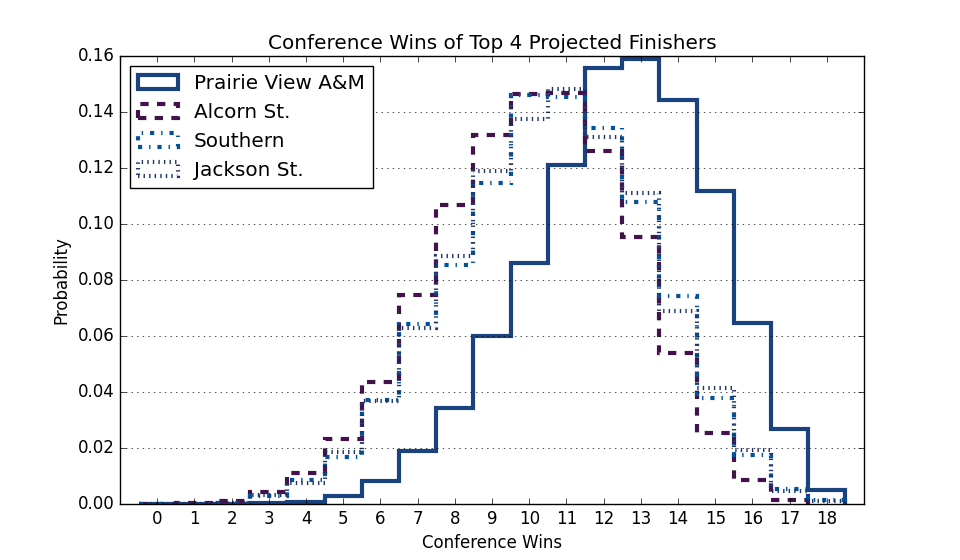 Conference Wins of Top 4 Projected Finishers
0.16
0.14
0.12
0.10
0.08
0.06
0.04
0.02
0.00
Probability
Prairie View A&M
Alcorn St.
Southern
Jackson St.
0 1 2 3 4 5 6 7 8 9 10 11 12 13 14 15 16 17 18
Conference Wins